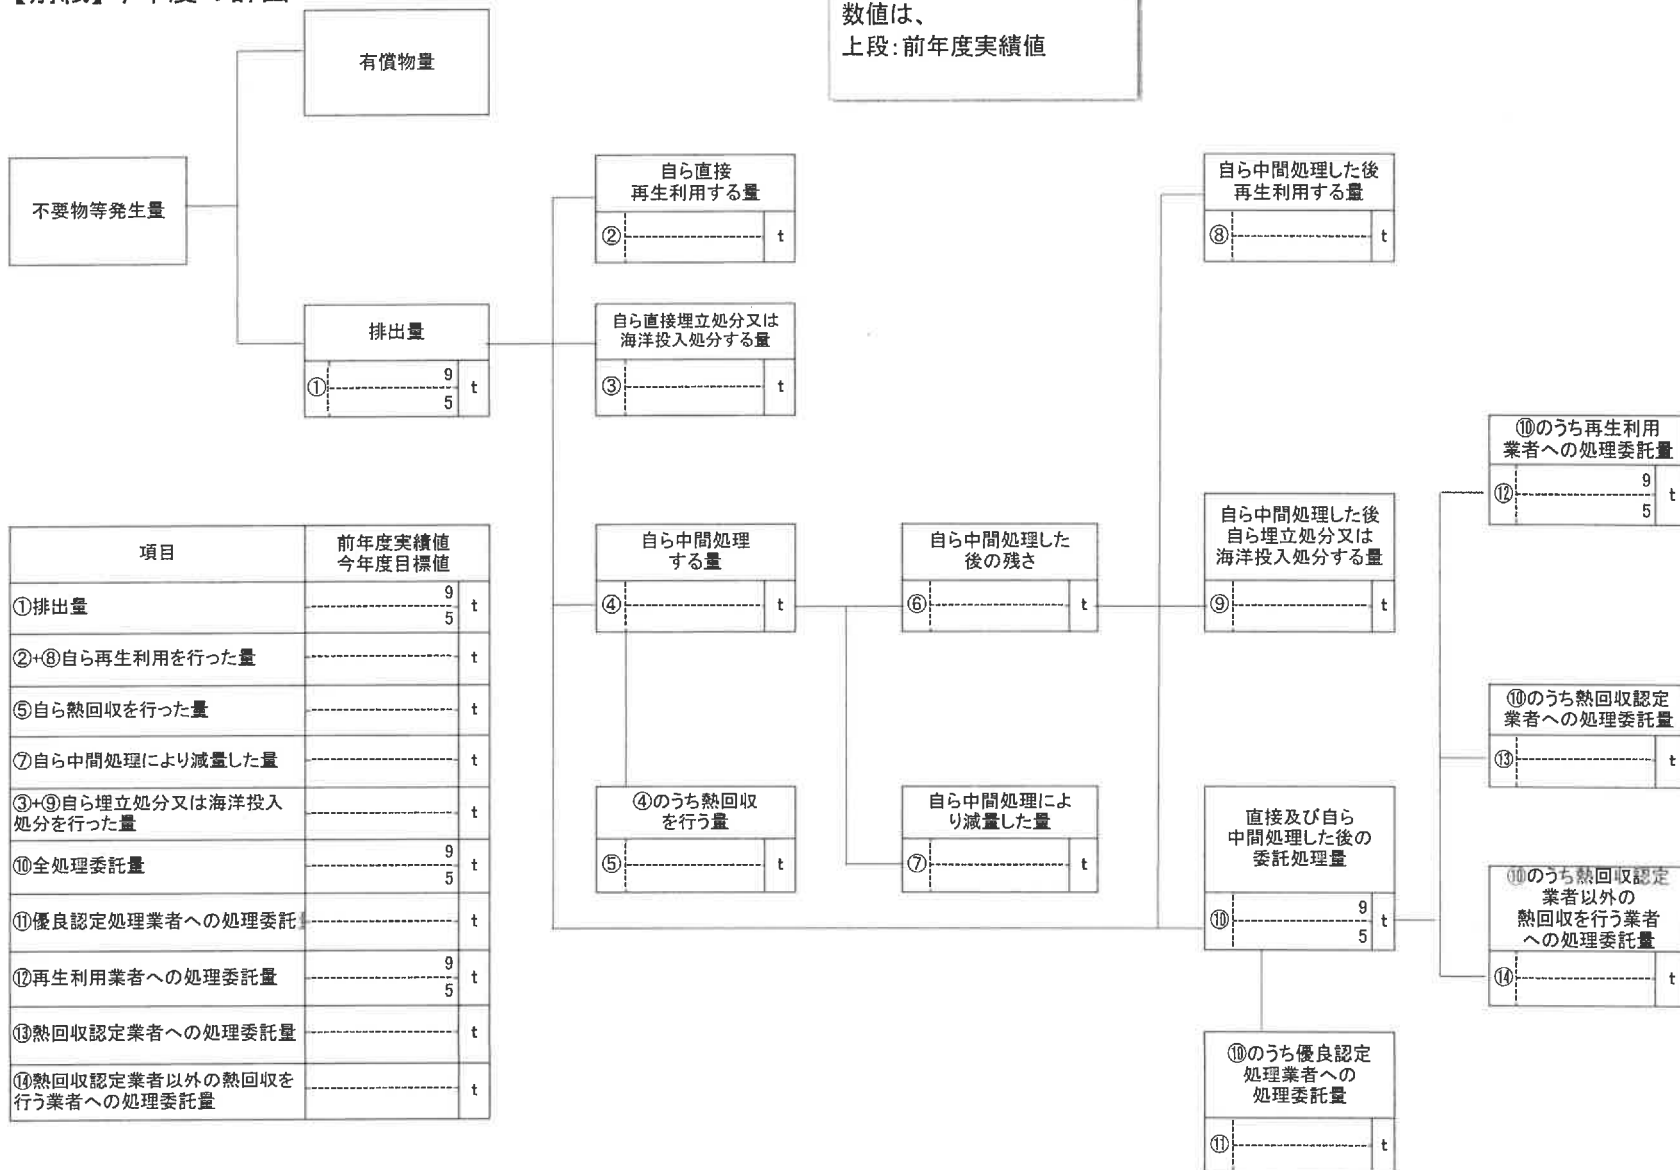 数値は、
上段:前年度実績値
有償物量
不要物等発生量
排出量
① 9 t
5
自ら直接
再生利用する量
② t
自ら直接埋立処分又は
海洋投入処分する量
③ t
自ら中間処理
する量
④ t
④のうち熱回収
を行う量
⑤ t
自ら中間処理した
後の残さ
⑥ t
自ら中間処理によ
り減量した量
⑦ t
自ら中間処理した後
再生利用する量
⑧ t
自ら中間処理した後
自ら埋立処分又は
海洋投入処分する量
⑨ t
直接及び自ら
中間処理した後の
委託処理量
⑩ 9 t
5
⑩のうち優良認定
処理業者への
処理委託量
⑪ t
⑩のうち再生利用
業者への処理委託量
⑫ 9 t
5
⑩のうち熱回収認定
業者への処理委託量
⑬ t
⑩のうち熱回収認定
業者以外の
熱回収を行う業者
への処理委託量
⑭ t
項目 前年度実績値
今年度目標値
①排出量 9 t
5
②+⑧自ら再生利用を行った量 t
⑤自ら熱回収を行った量 t
⑦自ら中間処理により減量した量 t
③+⑨自ら埋立処分又は海洋投入
処分を行った量 t
⑩全処理委託量 9 t
5
⑪優良認定処理業者への処理委託 t
⑫再生利用業者への処理委託量 9 t
5
⑬熱回収認定業者への処理委託量 t
⑭熱回収認定業者以外の熱回収を
行う業者への処理委託量 t